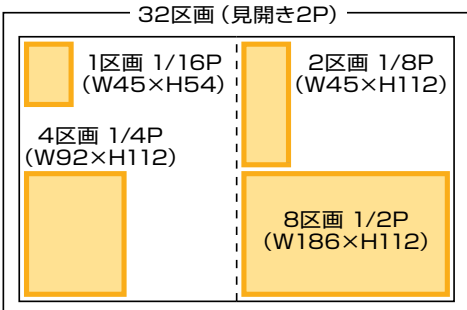 32区画（見開き2P）
1区画 1/16P
（W45×H54）
2区画 1/8P
（W45×H112）
4区画 1/4P
（W92×H112）
8区画 1/2P
（W186×H112）